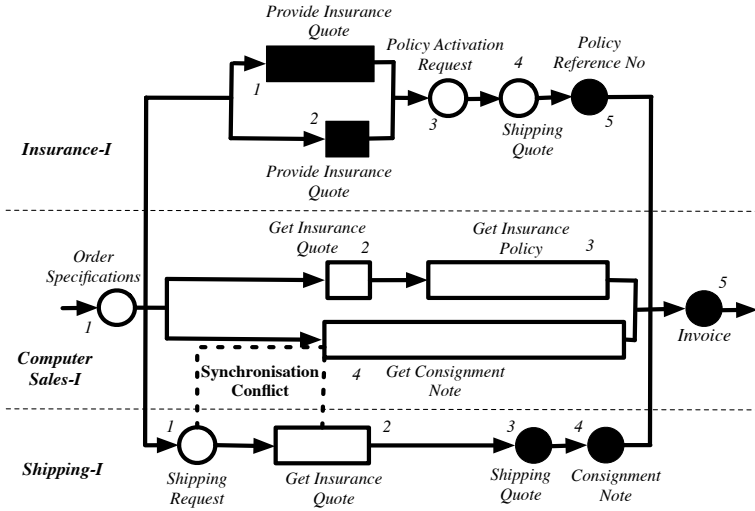 Provide Insurance
Quote
1
2
Provide Insurance
Quote
Policy Activation
Request
3
4
Shipping
Quote
Policy
Reference No
5
Insurance-I
Order
Specifications
1
Get Insurance
Quote
2
Get Insurance
Policy
3
5
Invoice
Computer
Sales-I
Synchronisation
Conflict
4
Get Consignment
Note
1
Shipping
Request
2
Get Insurance
Quote
3
Shipping
Quote
4
Consignment
Note
Shipping-I